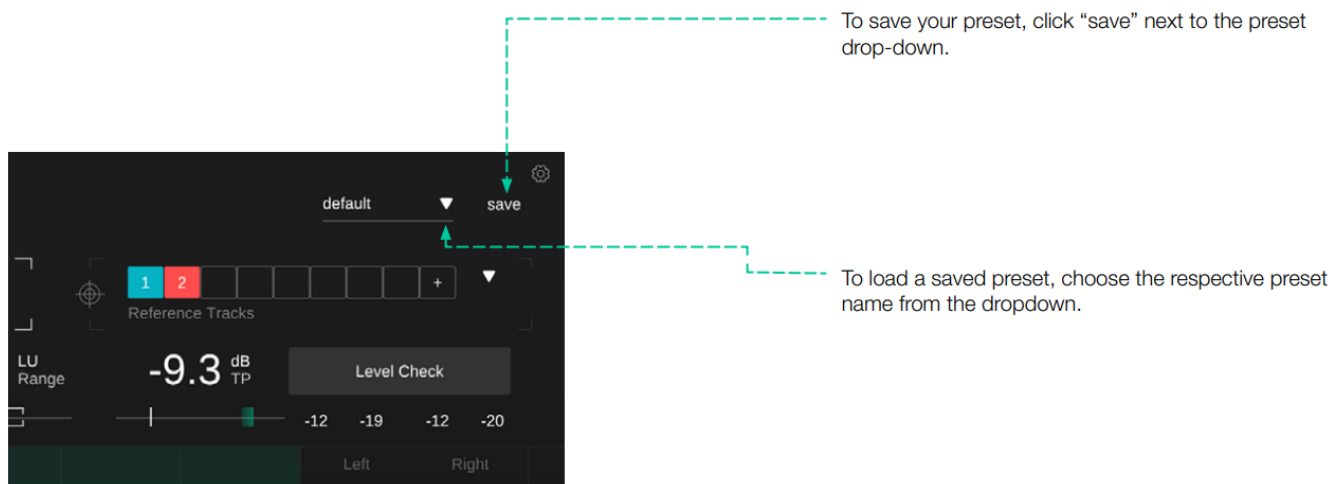 To save your preset, click “save” next to the preset
drop-down.
default
save
1 2 +
Reference Tracks
To load a saved preset, choose the respective preset
name from the dropdown.
LU
Range
-9.3 dB
TP
Level Check
-12 -19 -12 -20
Left Right